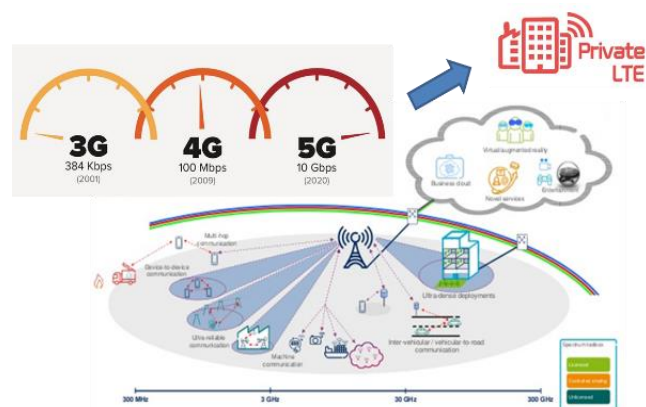 Private
LTE
3G
384 Kbps
(2001)
4G
100 Mbps
(2009)
5G
10 Gbps
(2020)
Virtual augmented reality
Business cloud
Novel services
Multi-hop
communication
Device-to-device
communication
Ultra-dense deployments
Ultra-reliable
communication
Machine
communication
Inter-vehicular / vehicular-to-road
communication
300 MHz
3 GHz
30 GHz
300 GHz
Licensed
Unlicensed